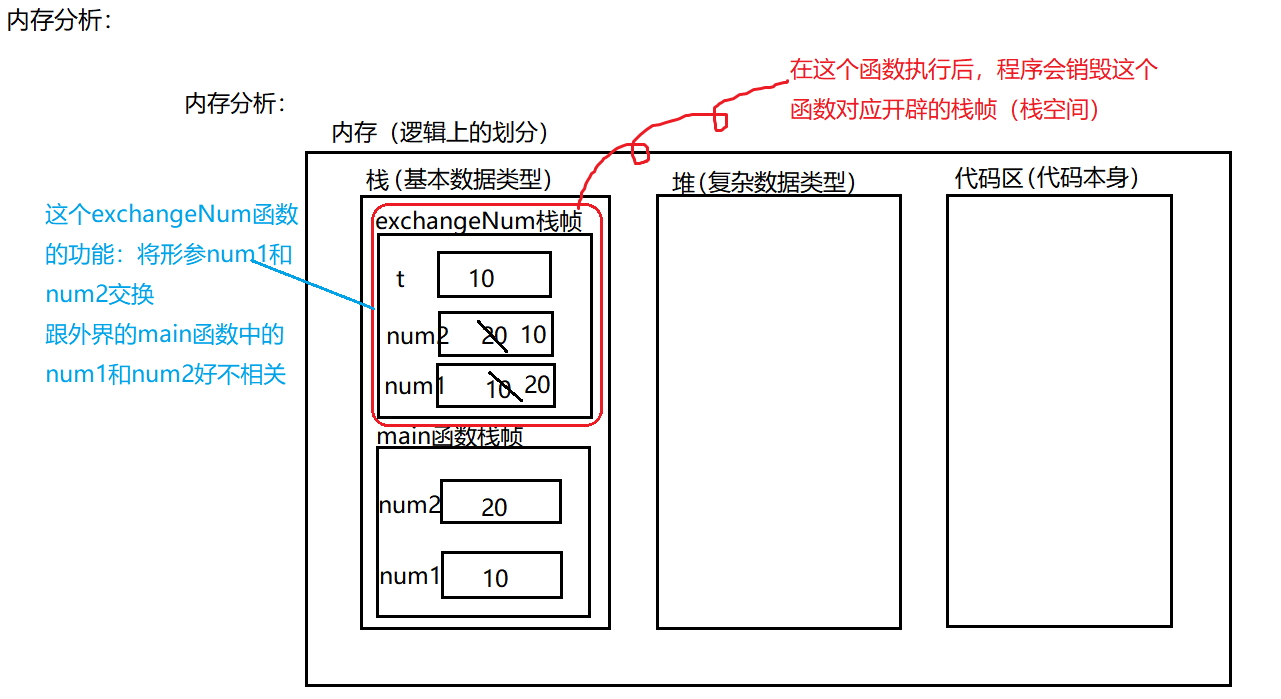 内存分析：
内存分析：
在这个函数执行后，程序会销毁这个
函数对应开辟的栈帧（栈空间）
内存（逻辑上的划分）
栈(基本数据类型)
堆(复杂数据类型)
代码区(代码本身)
这个exchangeNum函数
的功能：将形参num1和
num2交换
跟外界的main函数中的
num1和num2好不相关
exchangeNum栈帧
t 10
num2 20 10
num1 10 20
main函数栈帧
num2 20
num1 10